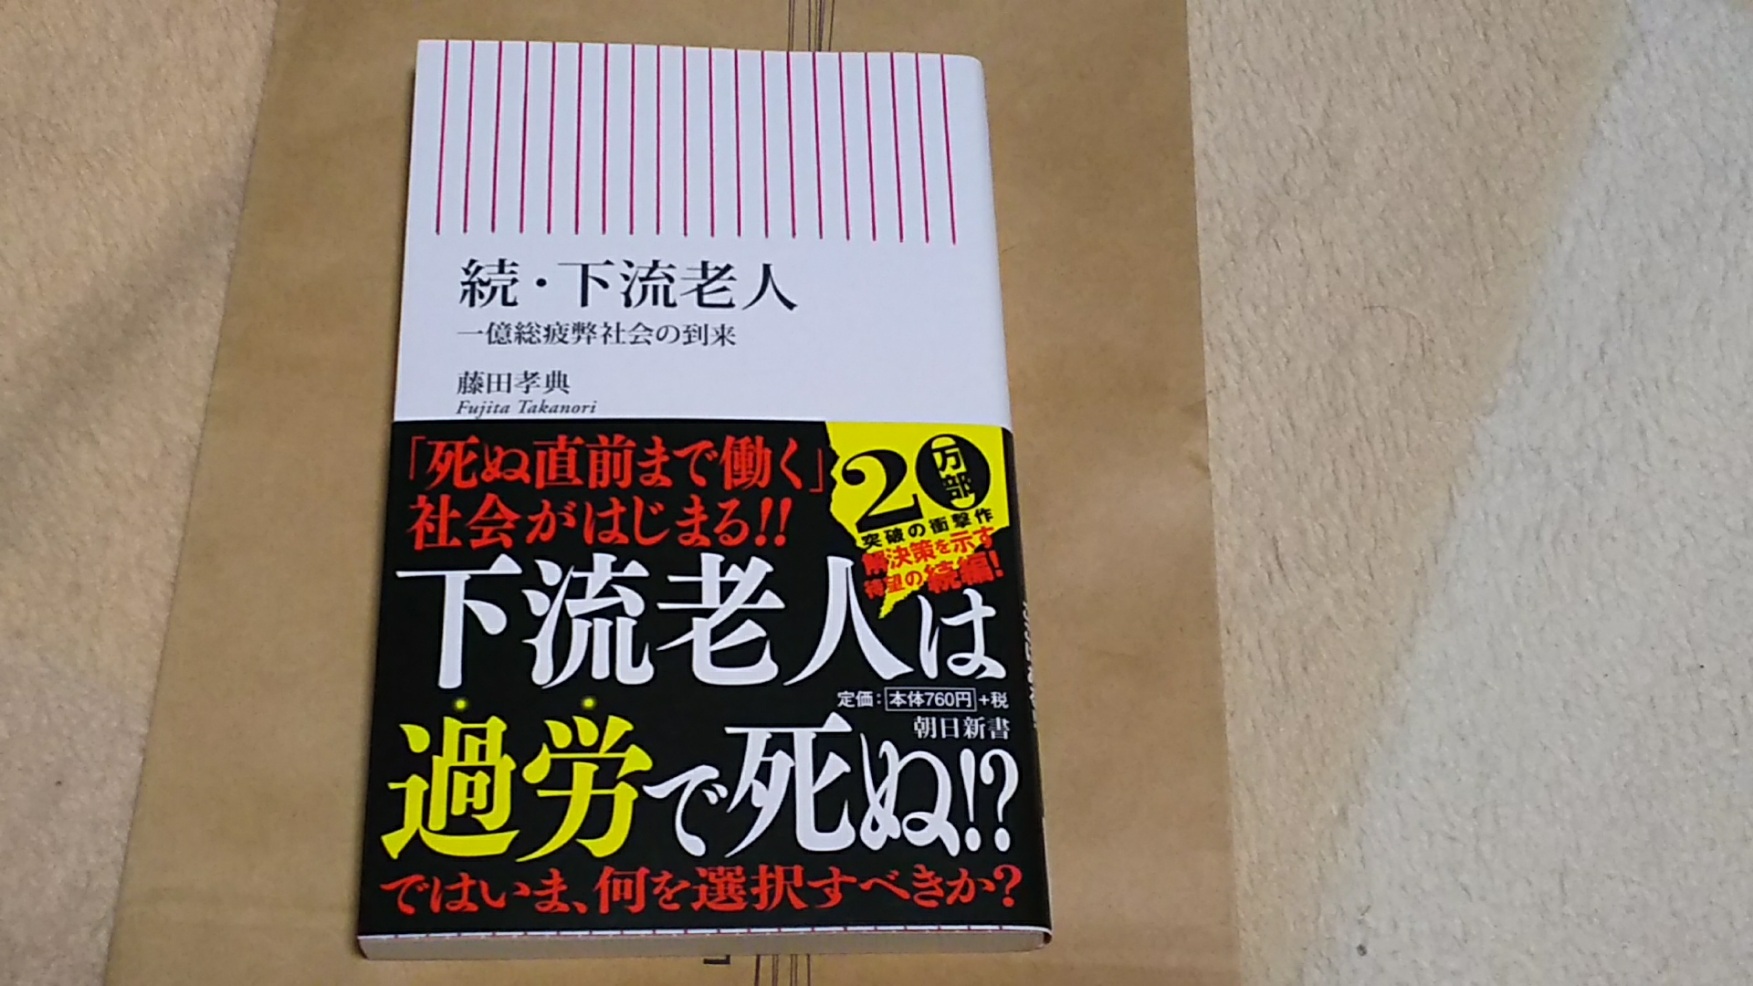 続・下流老人
一億総疲弊社会の到来
藤田孝典
Fujita Takanori
「死ぬ直前まで働く」
社会がはじまる!!
20万部
突破の衝撃作
解決策を示す
待望の続編!
下流老人は
定価:本体760円+税
朝日新書
過労で死ぬ!?
ではいま、何を選択すべきか?